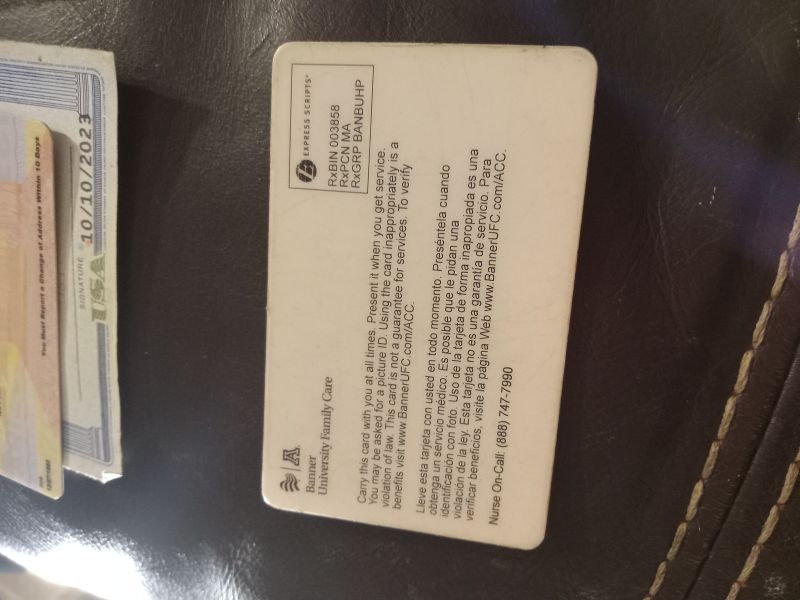 Banner
University Family Care
EXPRESS SCRIPTS®
RxBIN 003858
RxPCN MA
RxGRP BANBUHP
Carry this card with you at all times. Present it when you get service.
You may be asked for a picture ID. Using the card inappropriately is a
violation of law. This card is not a guarantee for services. To verify
benefits visit www.BannerUFC.com/ACC.
Lleve esta tarjeta con usted en todo momento. Preséntela cuando
obtenga un servicio médico. Es posible que le pidan una
identificación con foto. Uso de la tarjeta de forma inapropiada es una
violación de la ley. Esta tarjeta no es una garantía de servicio. Para
verificar beneficios, visite la página Web www.BannerUFC.com/ACC.
Nurse On-Call: (888) 747-7990
You Must Report a Change of Address Within 10 Days
SIGNATURE
10/10/2023
USA